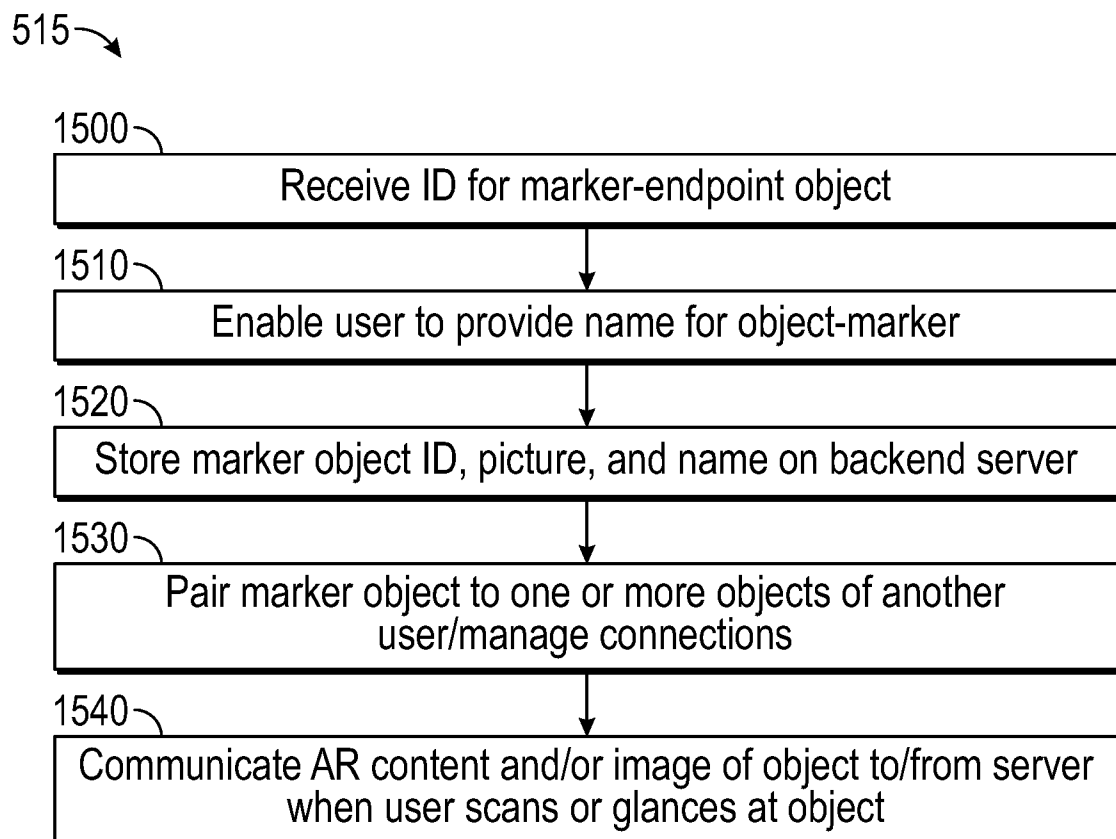 515
1500
Receive ID for marker-endpoint object
1510
Enable user to provide name for object-marker
1520
Store marker object ID, picture, and name on backend server
1530
Pair marker object to one or more objects of another
user/manage connections
1540
Communicate AR content and/or image of object to/from server
when user scans or glances at object